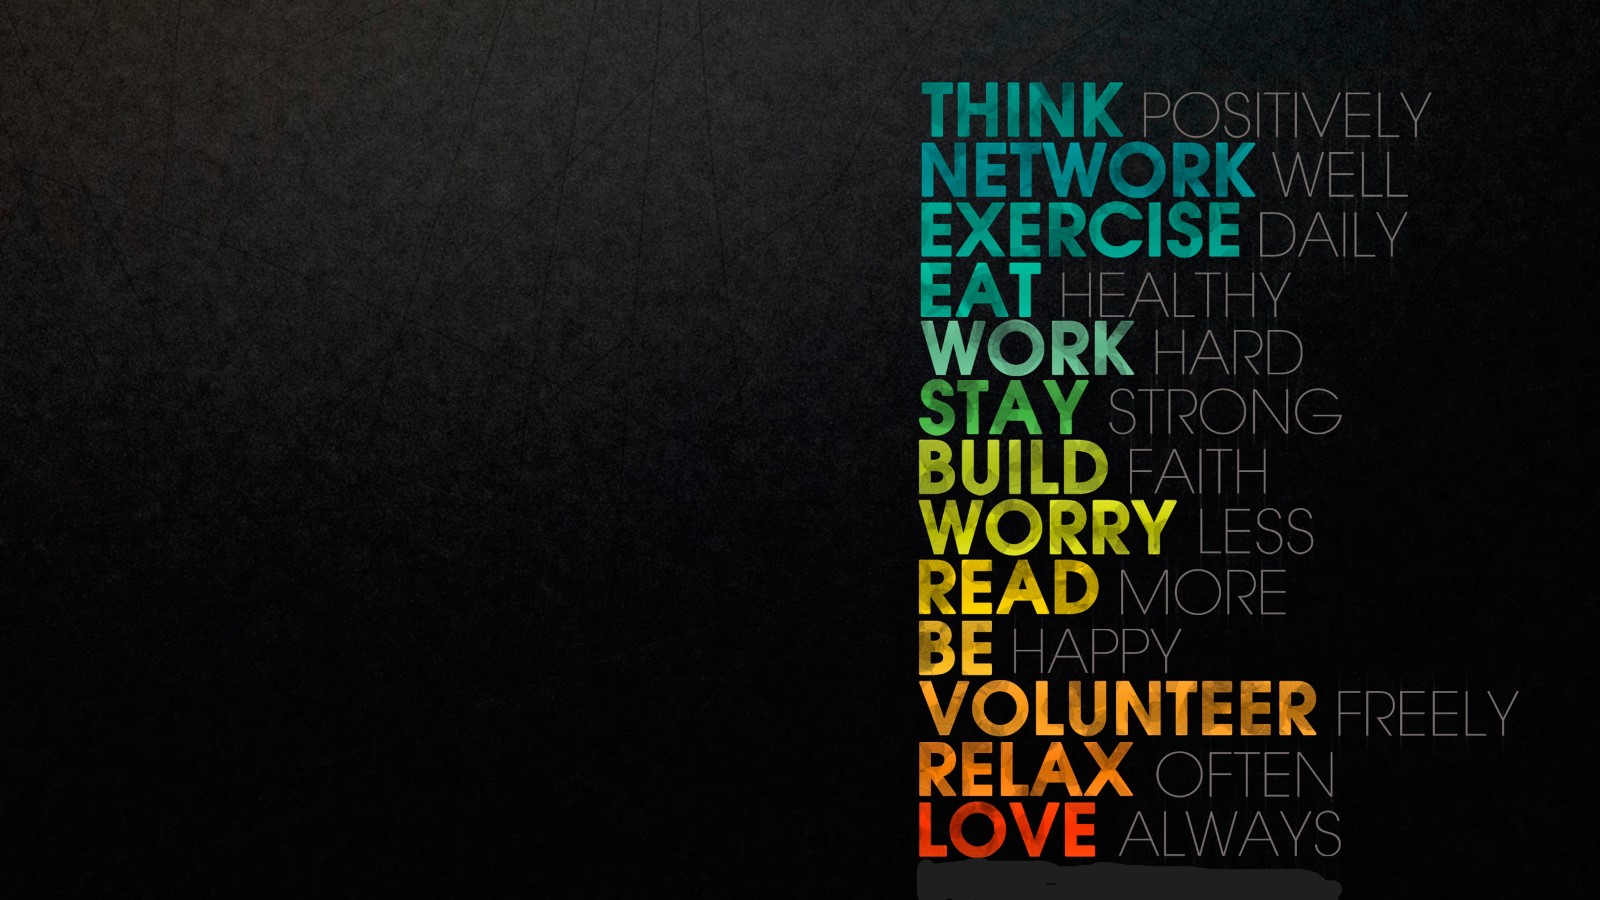 THINK POSITIVELY
NETWORK WELL
EXERCISE DAILY
EAT HEALTHY
WORK HARD
STAY STRONG
BUILD FAITH
WORRY LESS
READ MORE
BE HAPPY
VOLUNTEER FREELY
RELAX OFTEN
LOVE ALWAYS